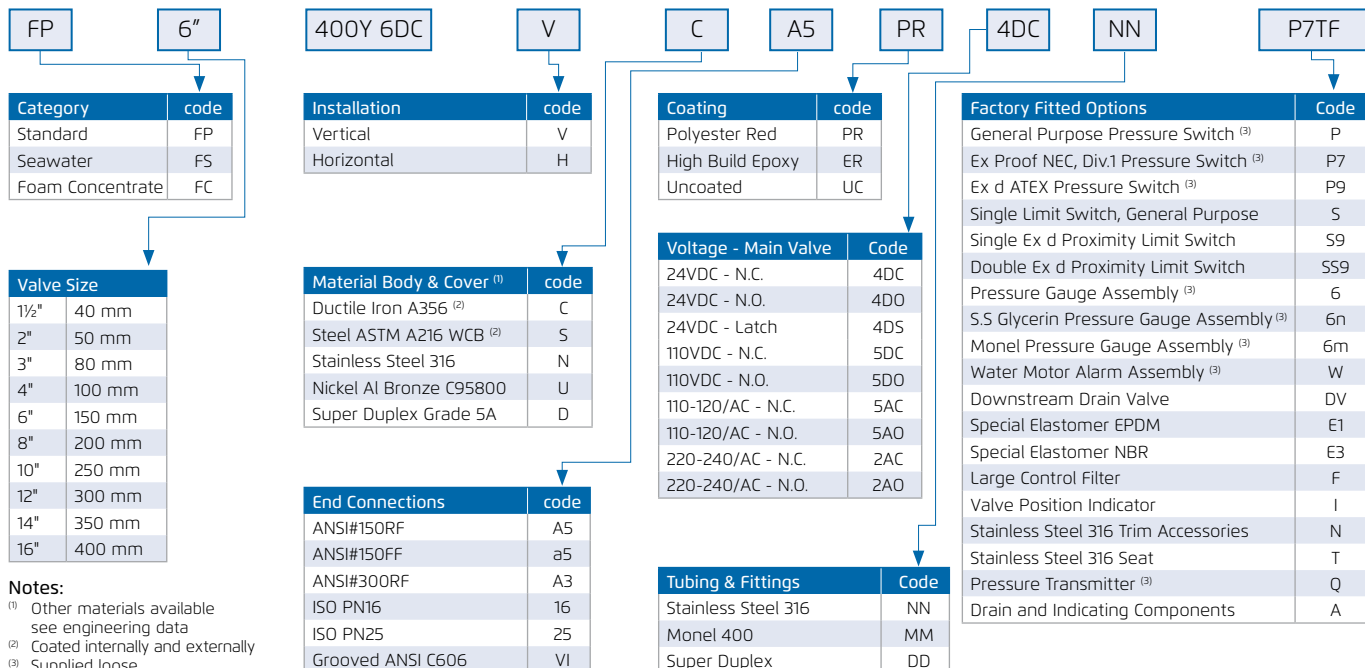 FP 6” 400Y 6DC V C A5 PR 4DC NN P7TF
Category code
Standard FP
Seawater FS
Foam Concentrate FC
Valve Size
1½" 40 mm
2" 50 mm
3" 80 mm
4" 100 mm
6" 150 mm
8" 200 mm
10" 250 mm
12" 300 mm
14" 350 mm
16" 400 mm
Notes:
(1) Other materials available
see engineering data
(2) Coated internally and externally
(3) Supplied loose
Installation code
Vertical V
Horizontal H
Material Body & Cover (1) code
Ductile Iron A356 (2) C
Steel ASTM A216 WCB (2) S
Stainless Steel 316 N
Nickel Al Bronze C95800 U
Super Duplex Grade 5A D
End Connections code
ANSI#150RF A5
ANSI#150FF a5
ANSI#300RF A3
ISO PN16 16
ISO PN25 25
Grooved ANSI C606 VI
Coating code
Polyester Red PR
High Build Epoxy ER
Uncoated UC
Voltage - Main Valve Code
24VDC - N.C. 4DC
24VDC - N.O. 4DO
24VDC - Latch 4DS
110VDC - N.C. 5DC
110VDC - N.O. 5DO
110-120/AC - N.C. 5AC
110-120/AC - N.O. 5AO
220-240/AC - N.C. 2AC
220-240/AC - N.O. 2AO
Tubing & Fittings Code
Stainless Steel 316 NN
Monel 400 MM
Super Duplex DD
Factory Fitted Options Code
General Purpose Pressure Switch (3) P
Ex Proof NEC, Div.1 Pressure Switch (3) P7
Ex d ATEX Pressure Switch (3) P9
Single Limit Switch, General Purpose S
Single Ex d Proximity Limit Switch S9
Double Ex d Proximity Limit Switch SS9
Pressure Gauge Assembly (3) 6
S.S Glycerin Pressure Gauge Assembly (3) 6n
Monel Pressure Gauge Assembly (3) 6m
Water Motor Alarm Assembly (3) W
Downstream Drain Valve DV
Special Elastomer EPDM E1
Special Elastomer NBR E3
Large Control Filter F
Valve Position Indicator I
Stainless Steel 316 Trim Accessories N
Stainless Steel 316 Seat T
Pressure Transmitter (3) Q
Drain and Indicating Components A